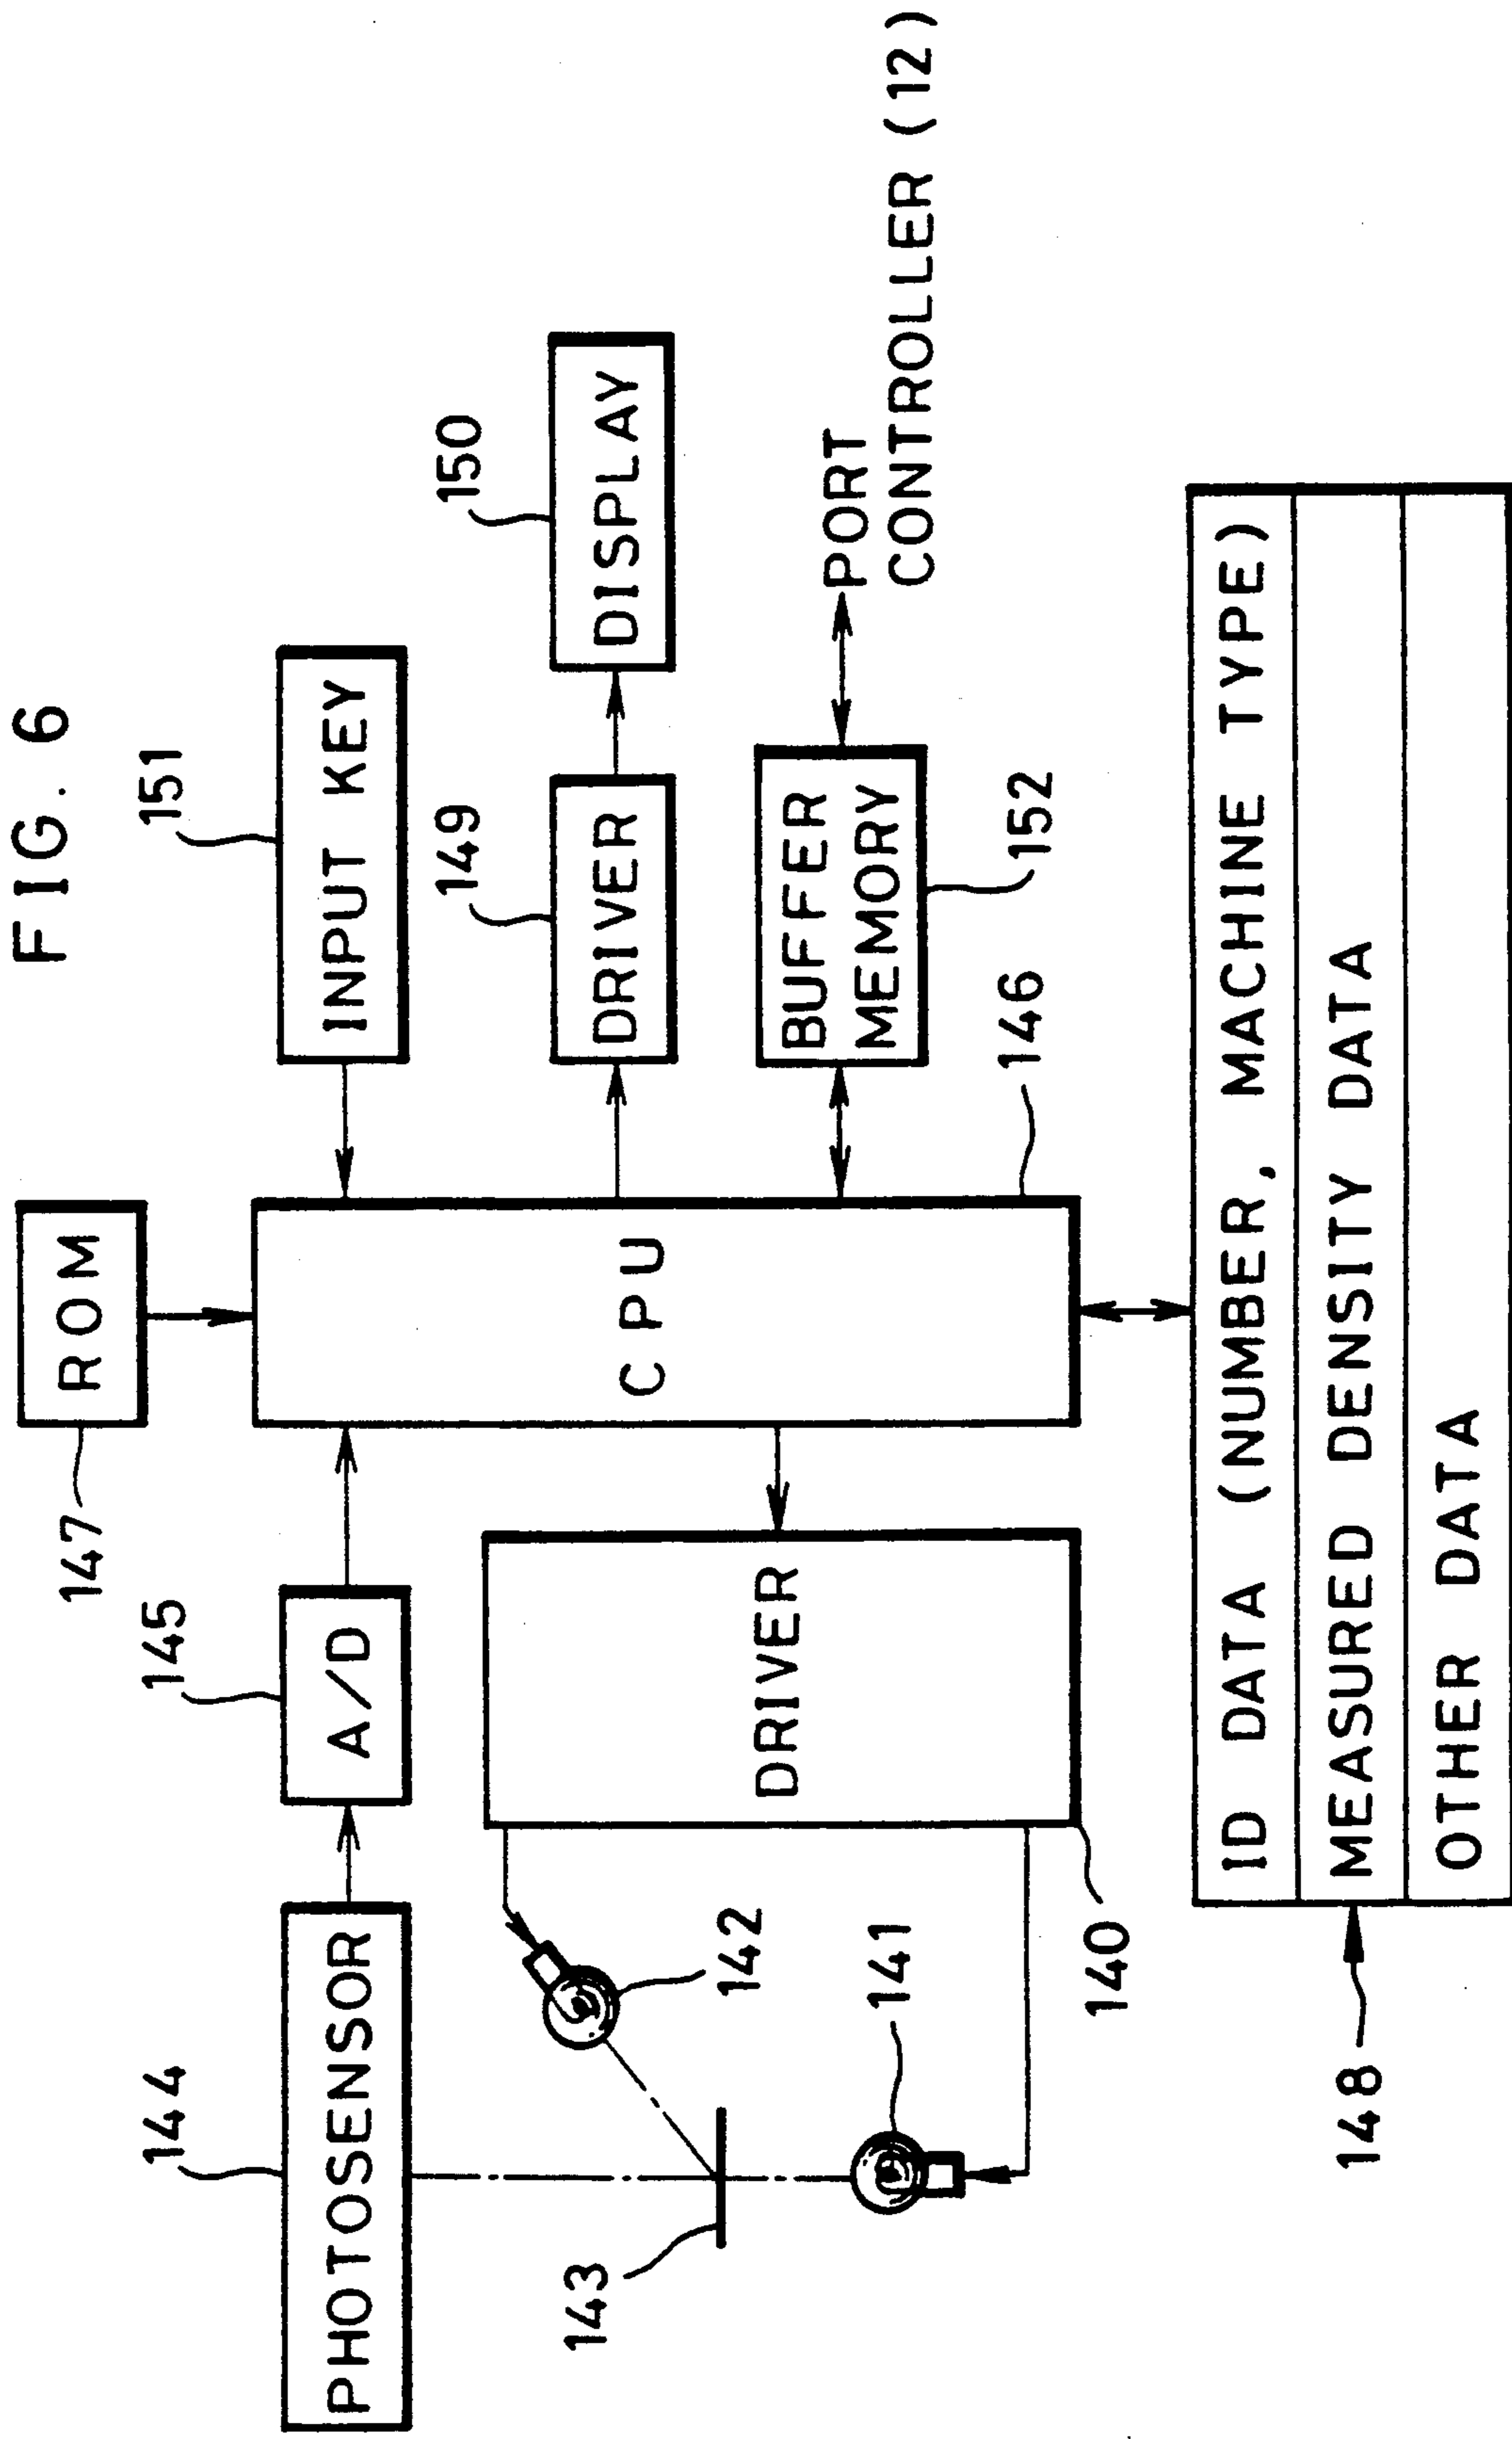 FIG. 6
147
ROM
151
INPUT KEY
144
PHOTOSENSOR
145
A/D
CPU
146
149
DRIVER
150
DISPLAY
BUFFER
MEMORY
152
PORT
CONTROLLER (12)
143
142
141
DRIVER
140
148
ID DATA (NUMBER, MACHINE TYPE)
MEASURED DENSITY DATA
OTHER DATA